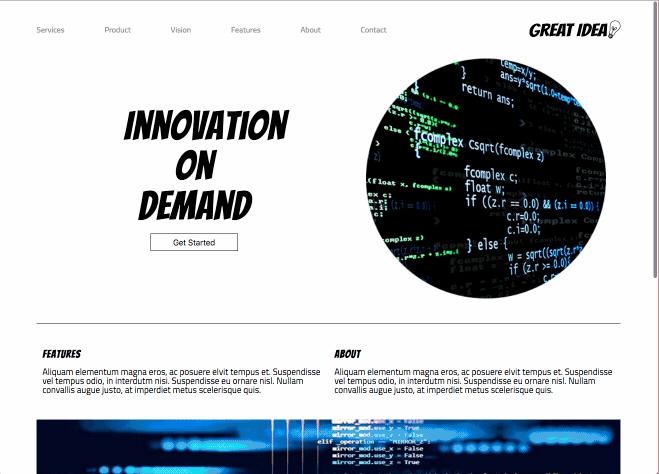 Services Product Vision Features About Contact
GREAT IDEA
INNOVATION
ON
DEMAND
Get Started
temp=x/y;
} ans=y*sqrt(1.0+temp
return ans;
fcomplex Csqrt(fcomplex z)
{
fcomplex c;
float w;
if ((z.r == 0.0) && (z.i == 0.0))
c.r=0.0;
c.i=0.0;
} else {
w = sqrt((sqrt(z.r
if (z.r >= 0.0)
FEATURES
Aliquam elementum magna eros, ac posuere elvit tempus et. Suspendisse
vel tempus odio, in interdutm nisi. Suspendisse eu ornare nisl. Nullam
convallis augue justo, at imperdiet metus scelerisque quis.
ABOUT
Aliquam elementum magna eros, ac posuere elvit tempus et. Suspendisse
vel tempus odio, in interdutm nisi. Suspendisse eu ornare nisl. Nullam
convallis augue justo, at imperdiet metus scelerisque quis.
mirror_mod.use_x = False
mirror_mod.use_y = True
mirror_mod.use_z = False
elif _operation == "MIRROR_Z":
mirror_mod.use_x = False
mirror_mod.use_y = False
mirror_mod.use_z = True